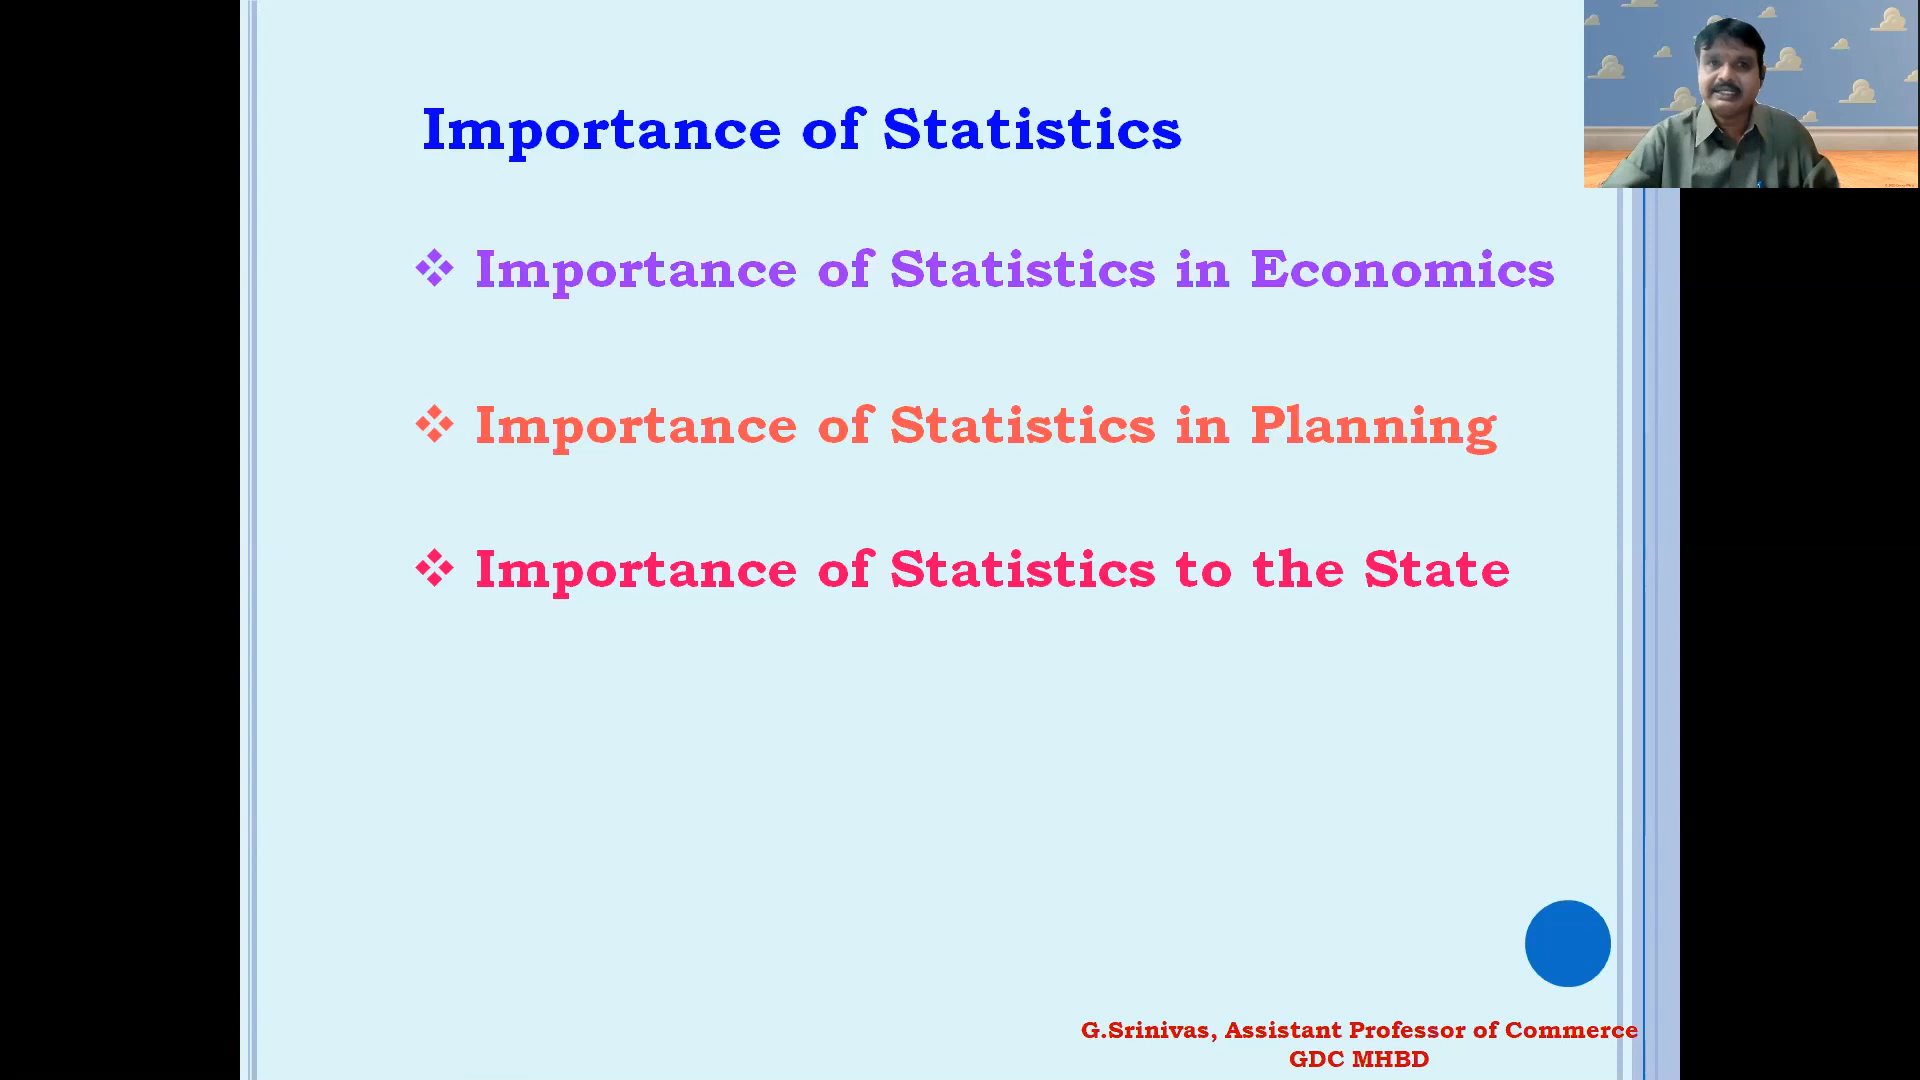 Importance of Statistics
❖ Importance of Statistics in Economics
❖ Importance of Statistics in Planning
❖ Importance of Statistics to the State
G.Srinivas, Assistant Professor of Commerce
GDC MHBD